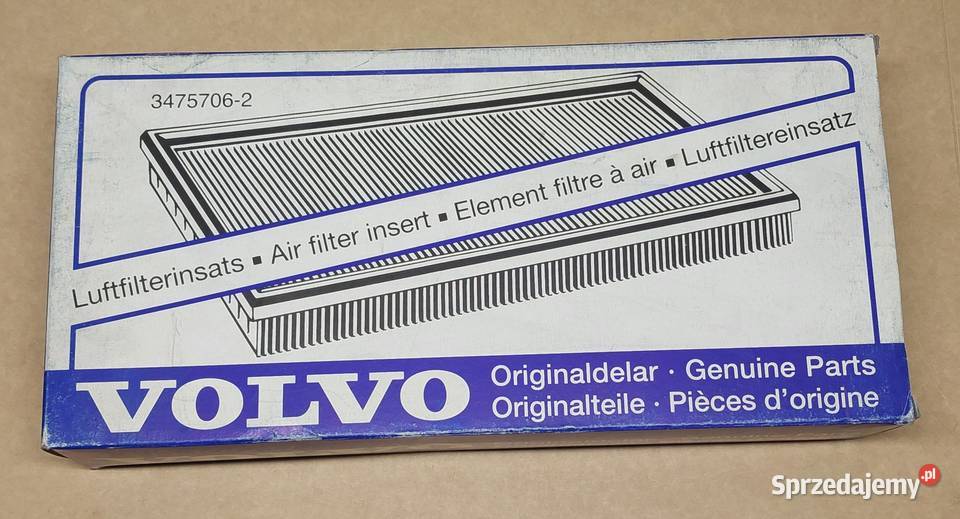 3475706-2
Luftfilterinsats ▪ Air filter insert ▪ Element filtre à air ▪ Luftfiltereinsatz
VOLVO
Originaldelar · Genuine Parts
Originalteile · Pièces d'origine
Sprzedajemy.pl